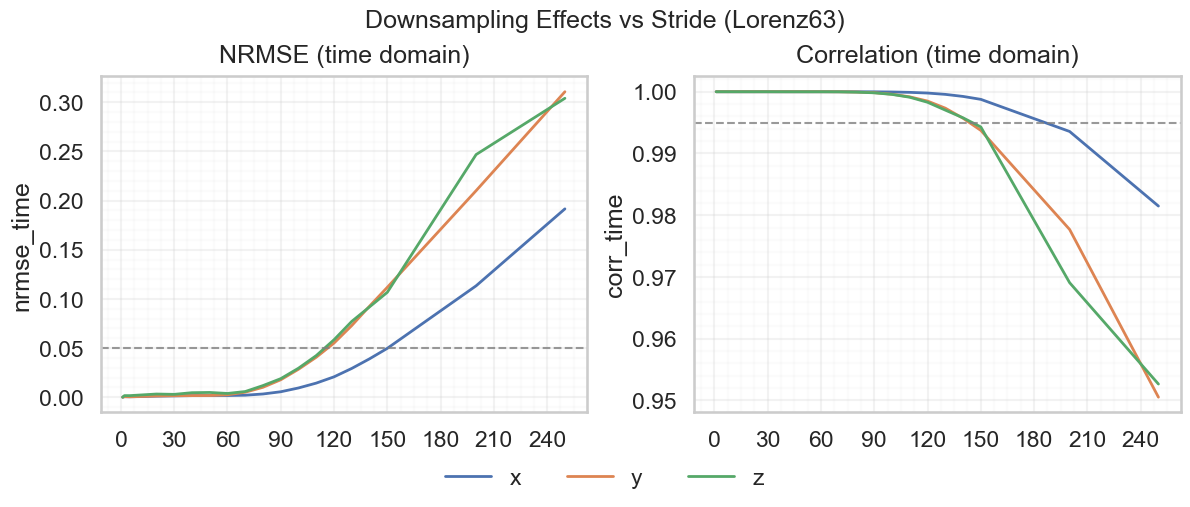 Downsampling Effects vs Stride (Lorenz63)
NRMSE (time domain)
nrmse_time
0.30
0.25
0.20
0.15
0.10
0.05
0.00
0 30 60 90 120 150 180 210 240
Correlation (time domain)
corr_time
1.00
0.99
0.98
0.97
0.96
0.95
0 30 60 90 120 150 180 210 240
x y z